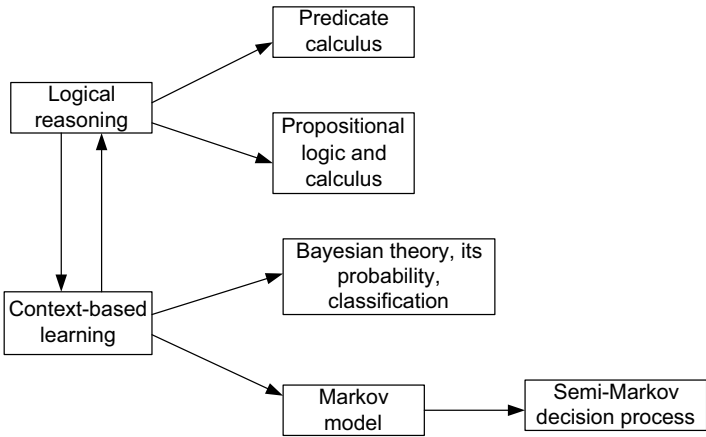 Predicate
calculus
Logical
reasoning
Propositional
logic and
calculus
Bayesian theory, its
probability,
classification
Context-based
learning
Markov
model
Semi-Markov
decision process